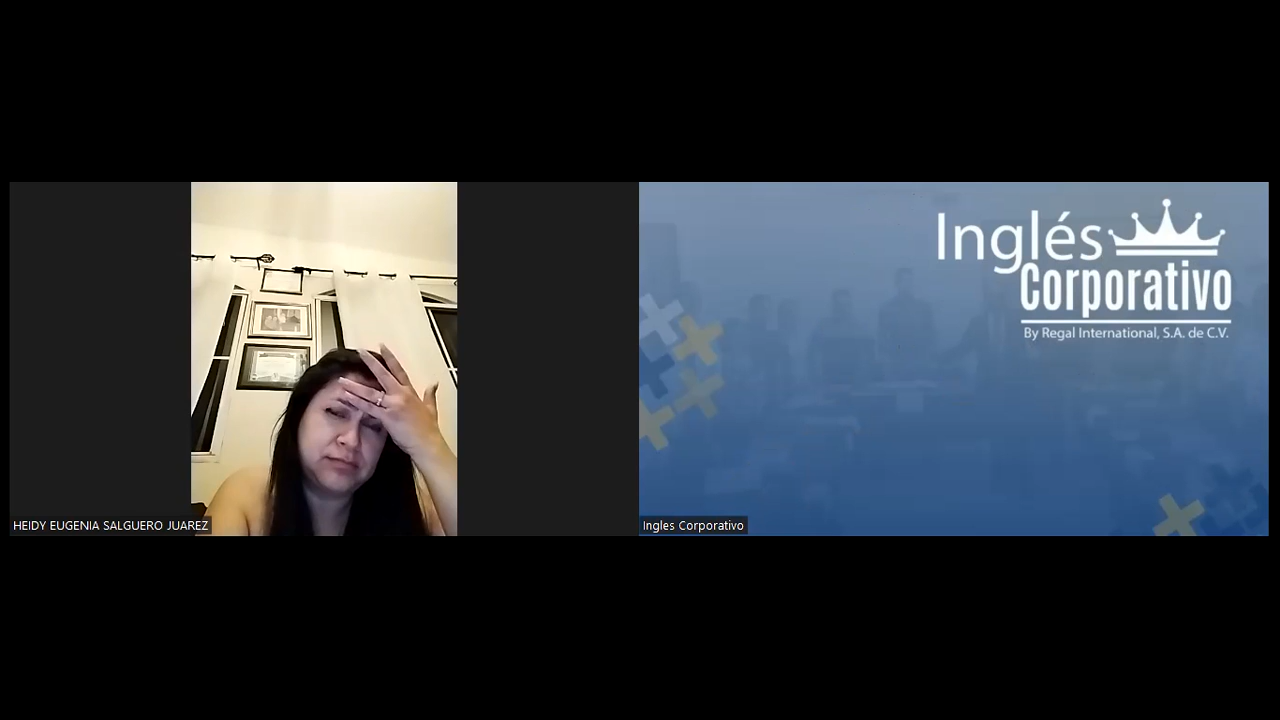 Inglés
Corporativo
By Regal International, S.A. de C.V.
HEIDY EUGENIA SALGUERO JUAREZ
Ingles Corporativo